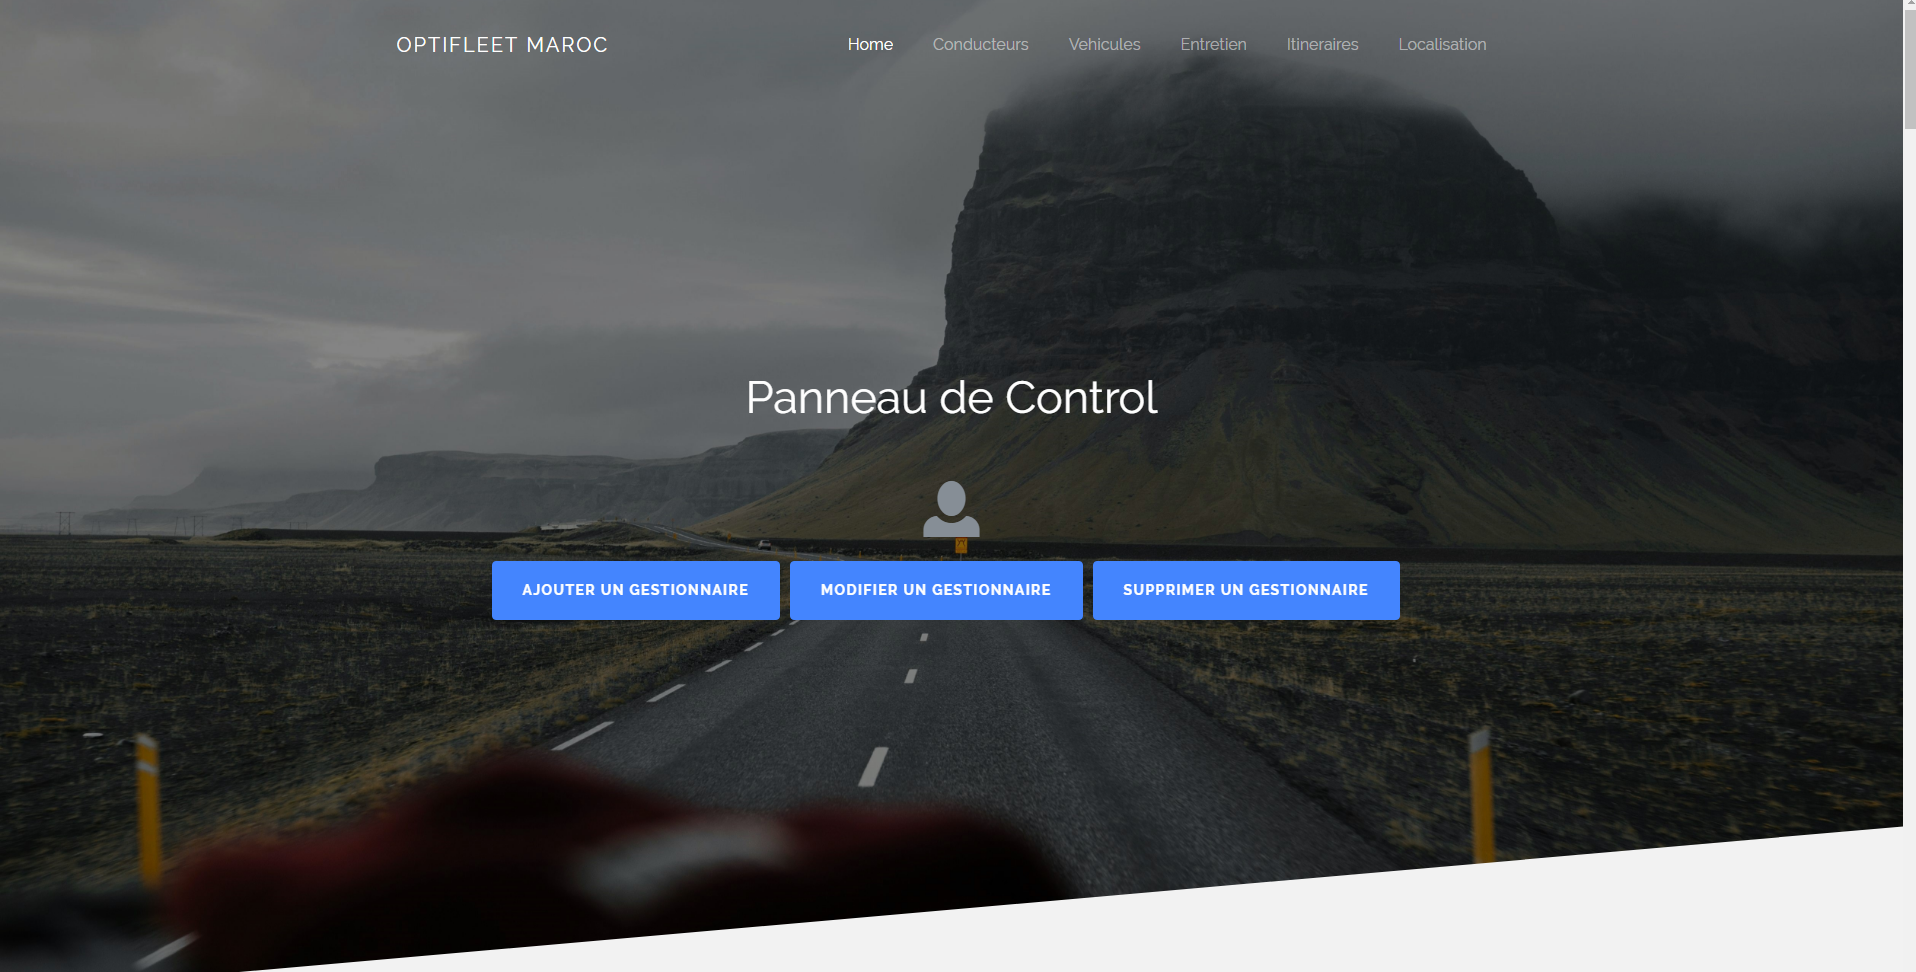 OPTIFLEET MAROC
Home Conducteurs Vehicules Entretien Itineraires Localisation
Panneau de Control
AJOUTER UN GESTIONNAIRE MODIFIER UN GESTIONNAIRE SUPPRIMER UN GESTIONNAIRE